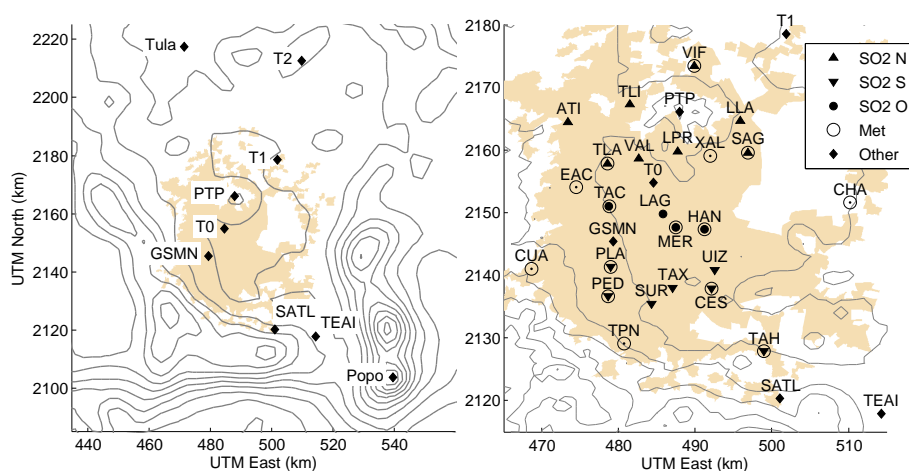 2220
2200
2180
2160
2140
2120
2100
UTM North (km)
Tula
T2
T1
PTP
T0
GSMN
SATL
TEAI
Popo
440
460
480
500
520
540
UTM East (km)
2180
2170
2160
2150
2140
2130
2120
T1
VIF
TLI
PTP
ATI
LLA
LPR
XAL
SAG
TLA
VAL
EAC
T0
CHA
TAC
LAG
HAN
GSMN
MER
PLA
UIZ
CUA
TAX
PED
SUR
CES
TPN
TAH
SATL
TEAI
470
480
490
500
510
UTM East (km)
SO2 N
SO2 S
SO2 O
Met
Other